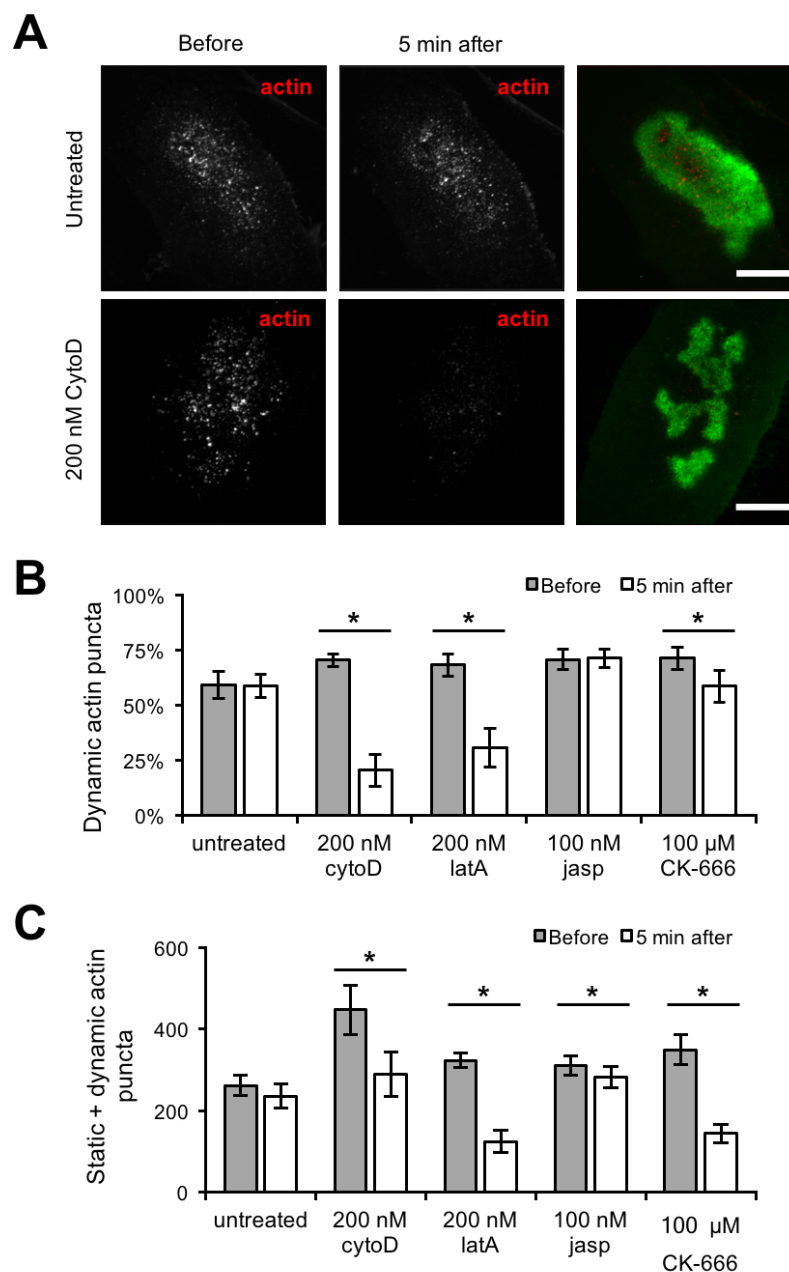 A
Before
5 min after
Untreated
actin
actin
200 nM CytoD
actin
actin
B
Before
5 min after
Dynamic actin puncta
100%
75%
50%
25%
0%
*
*
*
untreated
200 nM
cytoD
200 nM
latA
100 nM
jasp
100 µM
CK-666
C
Before
5 min after
Static + dynamic actin
puncta
600
400
200
0
*
*
*
*
untreated
200 nM
cytoD
200 nM
latA
100 nM
jasp
100 µM
CK-666